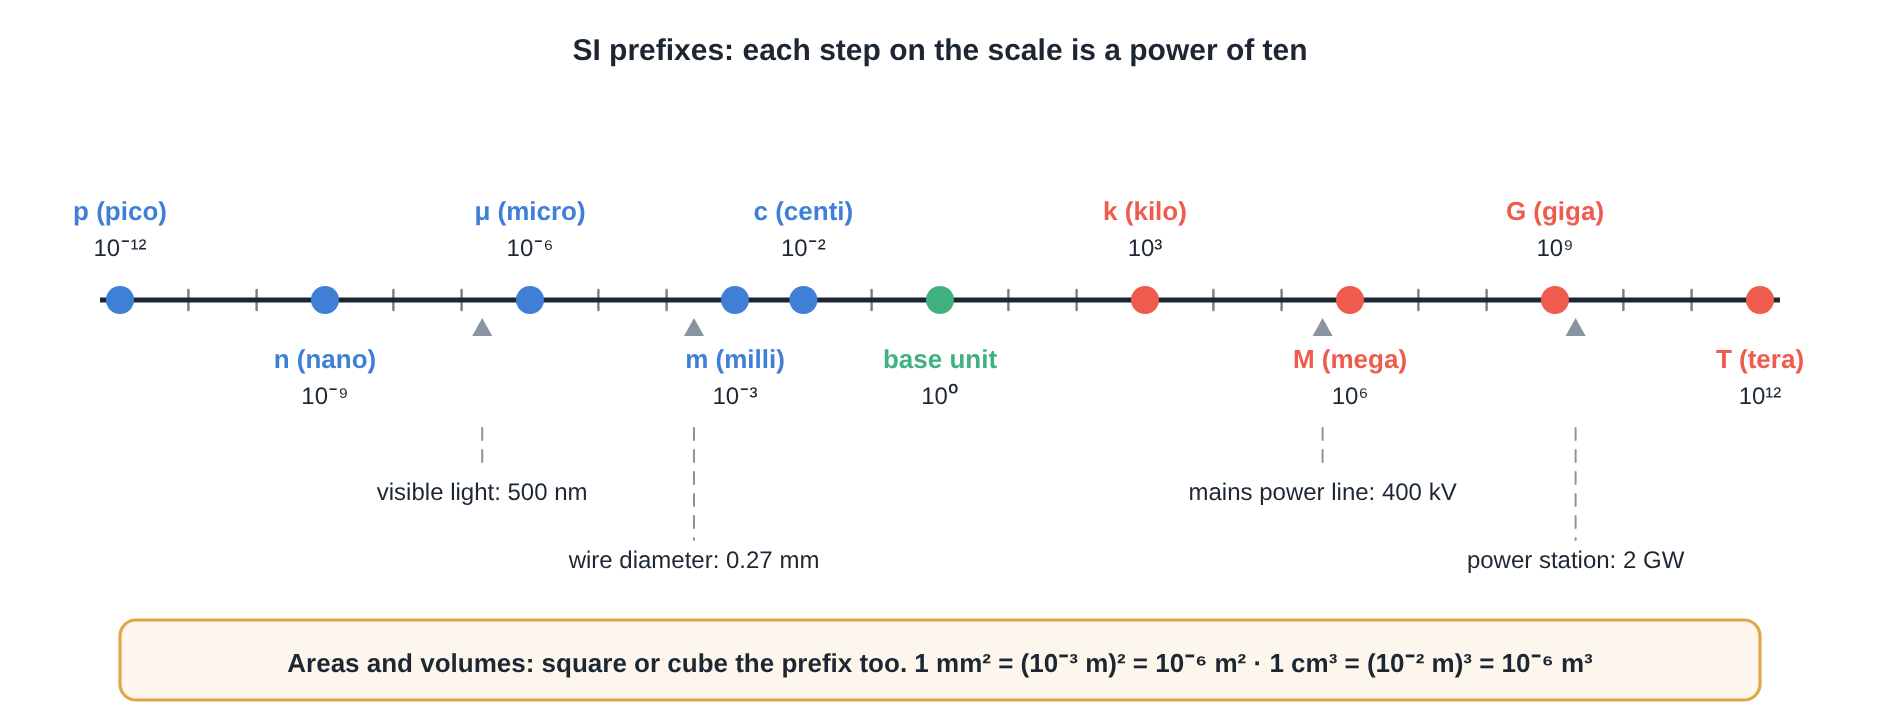 SI prefixes: each step on the scale is a power of ten
p (pico)
10⁻¹²
µ (micro)
10⁻⁶
c (centi)
10⁻²
k (kilo)
10³
G (giga)
10⁹
n (nano)
10⁻⁹
m (milli)
10⁻³
base unit
10⁰
M (mega)
10⁶
T (tera)
10¹²
visible light: 500 nm
mains power line: 400 kV
wire diameter: 0.27 mm
power station: 2 GW
Areas and volumes: square or cube the prefix too. 1 mm² = (10⁻³ m)² = 10⁻⁶ m² · 1 cm³ = (10⁻² m)³ = 10⁻⁶ m³